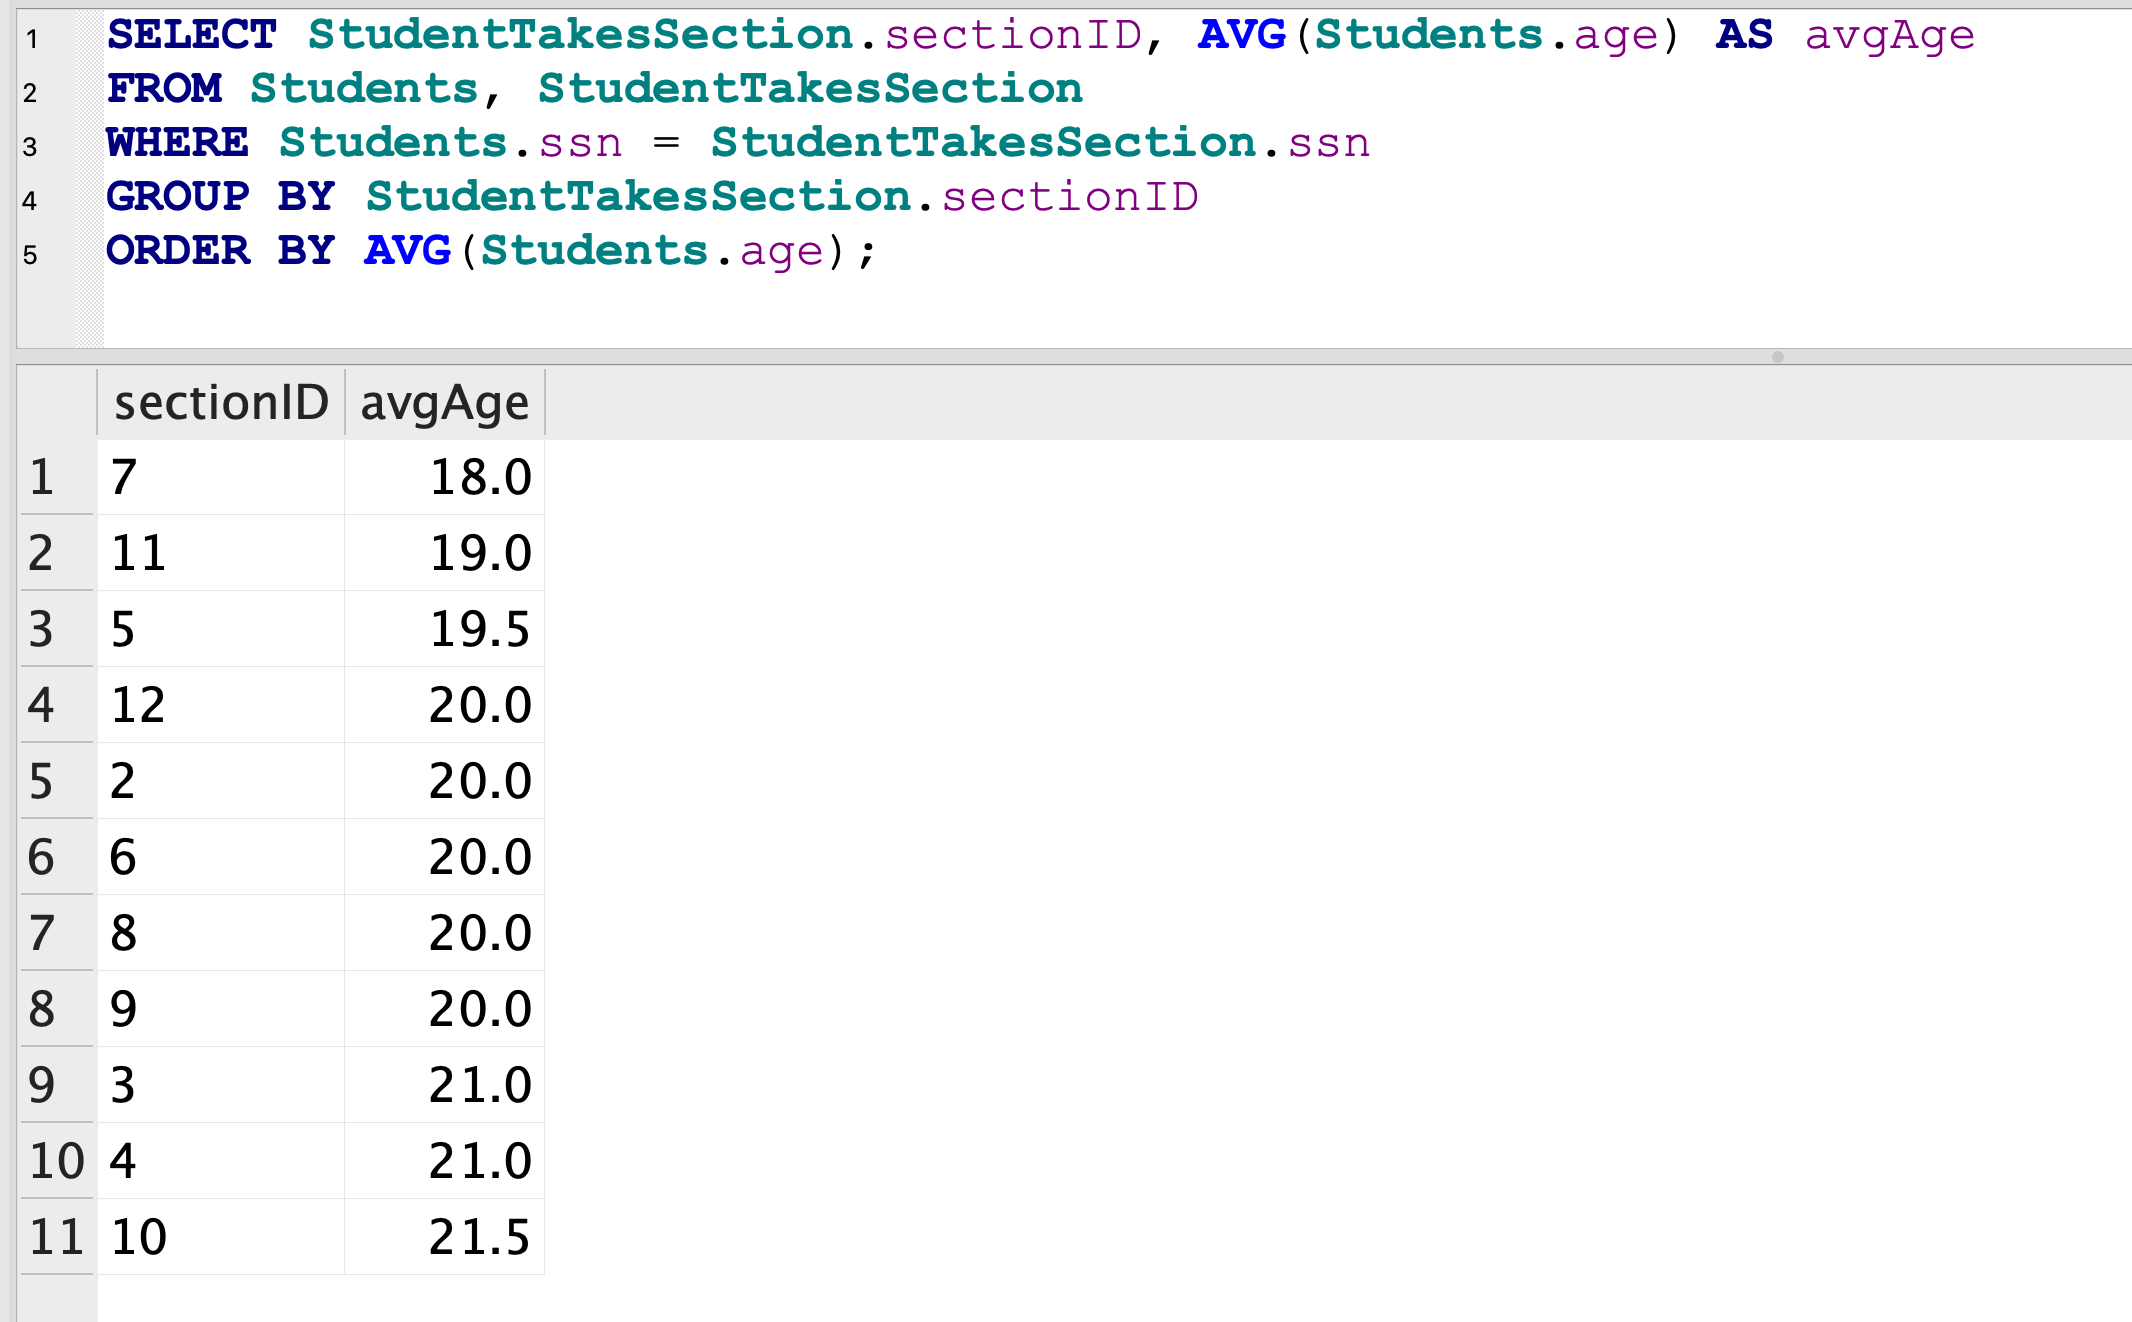 1 SELECT StudentTakesSection.sectionID, AVG(Students.age) AS avgAge
2 FROM Students, StudentTakesSection
3 WHERE Students.ssn = StudentTakesSection.ssn
4 GROUP BY StudentTakesSection.sectionID
5 ORDER BY AVG(Students.age);
sectionID avgAge
1 7 18.0
2 11 19.0
3 5 19.5
4 12 20.0
5 2 20.0
6 6 20.0
7 8 20.0
8 9 20.0
9 3 21.0
10 4 21.0
11 10 21.5